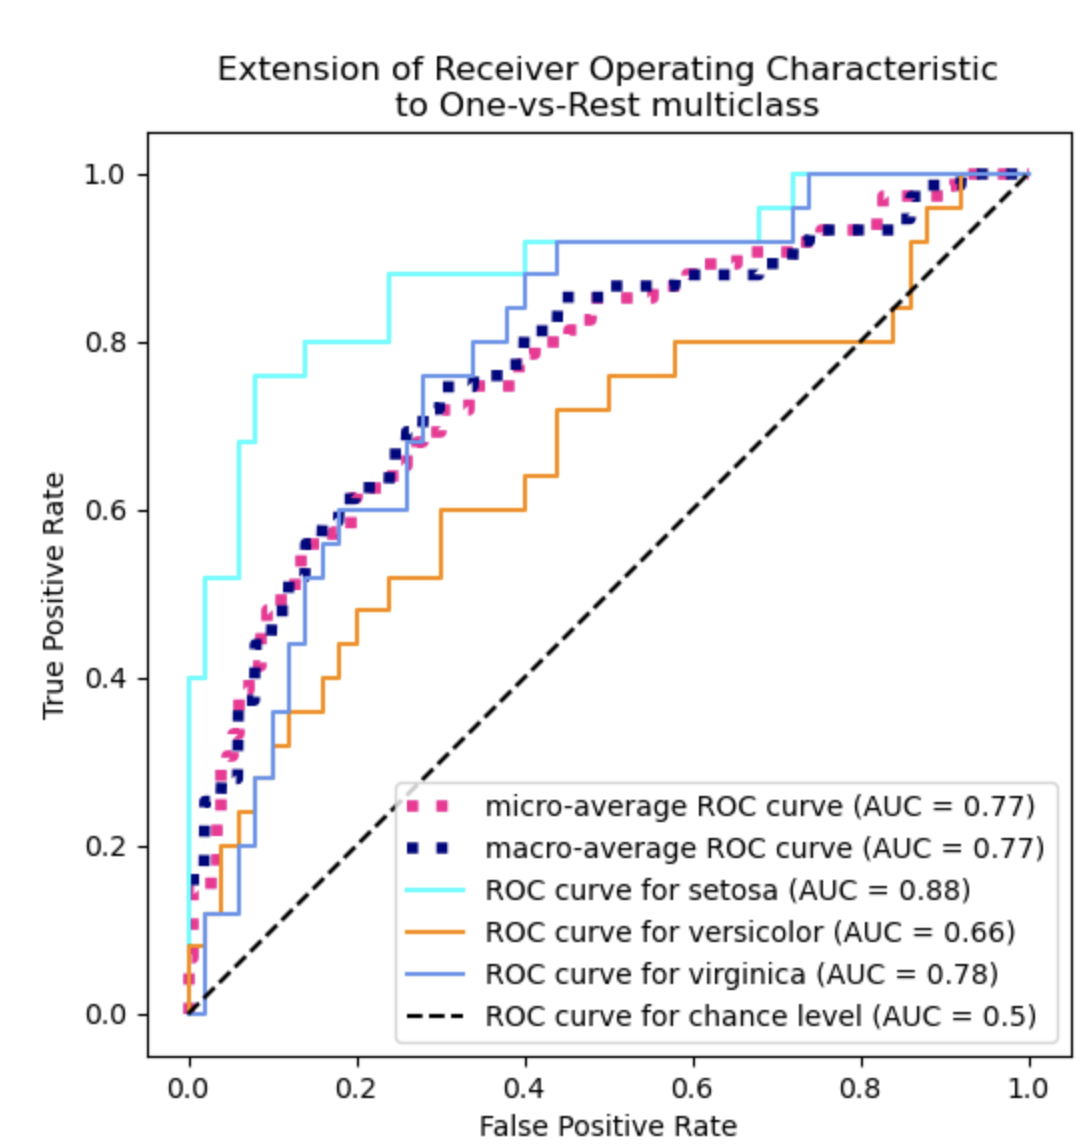 Extension of Receiver Operating Characteristic
to One-vs-Rest multiclass
True Positive Rate
1.0
0.8
0.6
0.4
0.2
0.0
micro-average ROC curve (AUC = 0.77)
macro-average ROC curve (AUC = 0.77)
ROC curve for setosa (AUC = 0.88)
ROC curve for versicolor (AUC = 0.66)
ROC curve for virginica (AUC = 0.78)
ROC curve for chance level (AUC = 0.5)
0.0 0.2 0.4 0.6 0.8 1.0
False Positive Rate